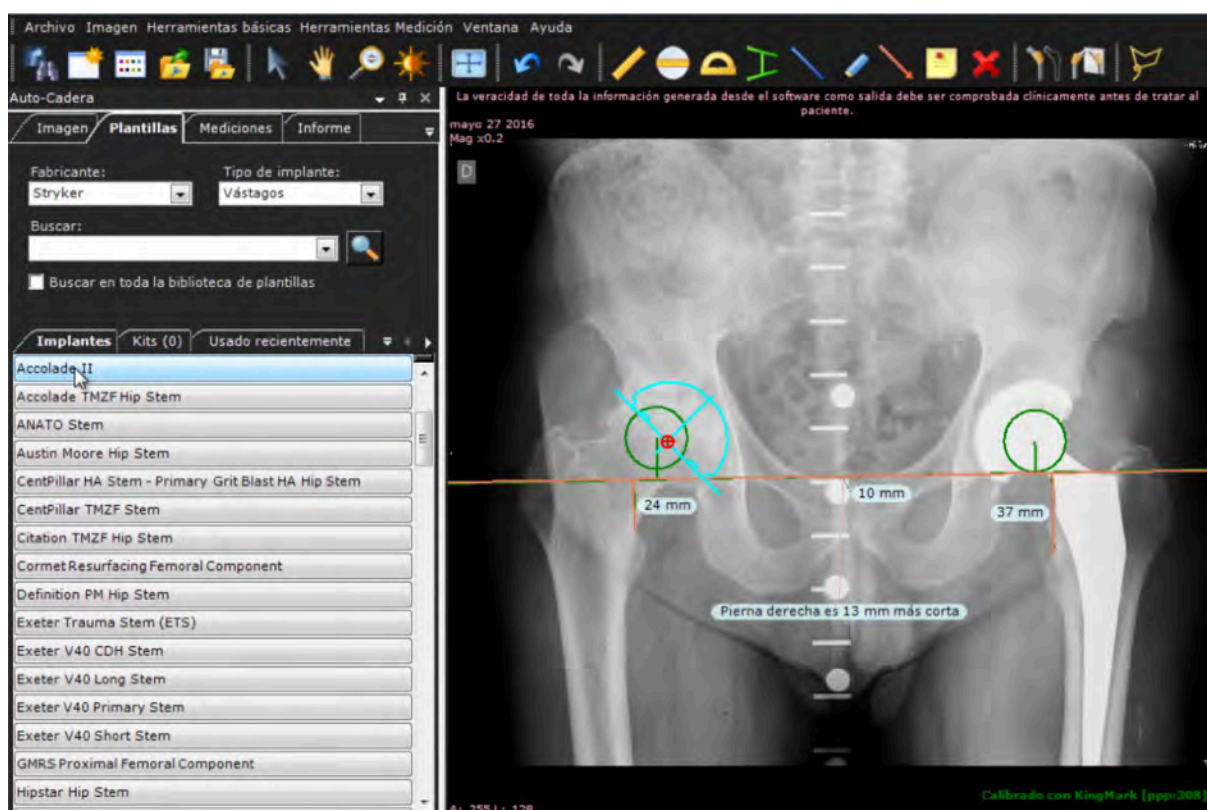 Archivo Imagen Herramientas básicas Herramientas Medición Ventana Ayuda
Auto-Cadera
Imagen Plantillas Mediciones Informe
Fabricante: Tipo de implante:
Stryker Vástagos
Buscar:
Buscar en toda la biblioteca de plantillas
Implantes Kits (0) Usado recientemente
Accolade II
Accolade TMZF Hip Stem
ANATO Stem
Austin Moore Hip Stem
CentPillar HA Stem - Primary Grit Blast HA Hip Stem
CentPillar TMZF Stem
Citation TMZF Hip Stem
Cormet Resurfacing Femoral Component
Definition PM Hip Stem
Exeter Trauma Stem (ETS)
Exeter V40 CDH Stem
Exeter V40 Long Stem
Exeter V40 Primary Stem
Exeter V40 Short Stem
GMRS Proximal Femoral Component
Hipstar Hip Stem
La veracidad de toda la información generada desde el software como salida debe ser comprobada clínicamente antes de tratar al
paciente.
mayo 27 2016
Mag x0.2
D
24 mm
10 mm
37 mm
Pierna derecha es 13 mm más corta
Calibrado con KingMark [ppp:208]